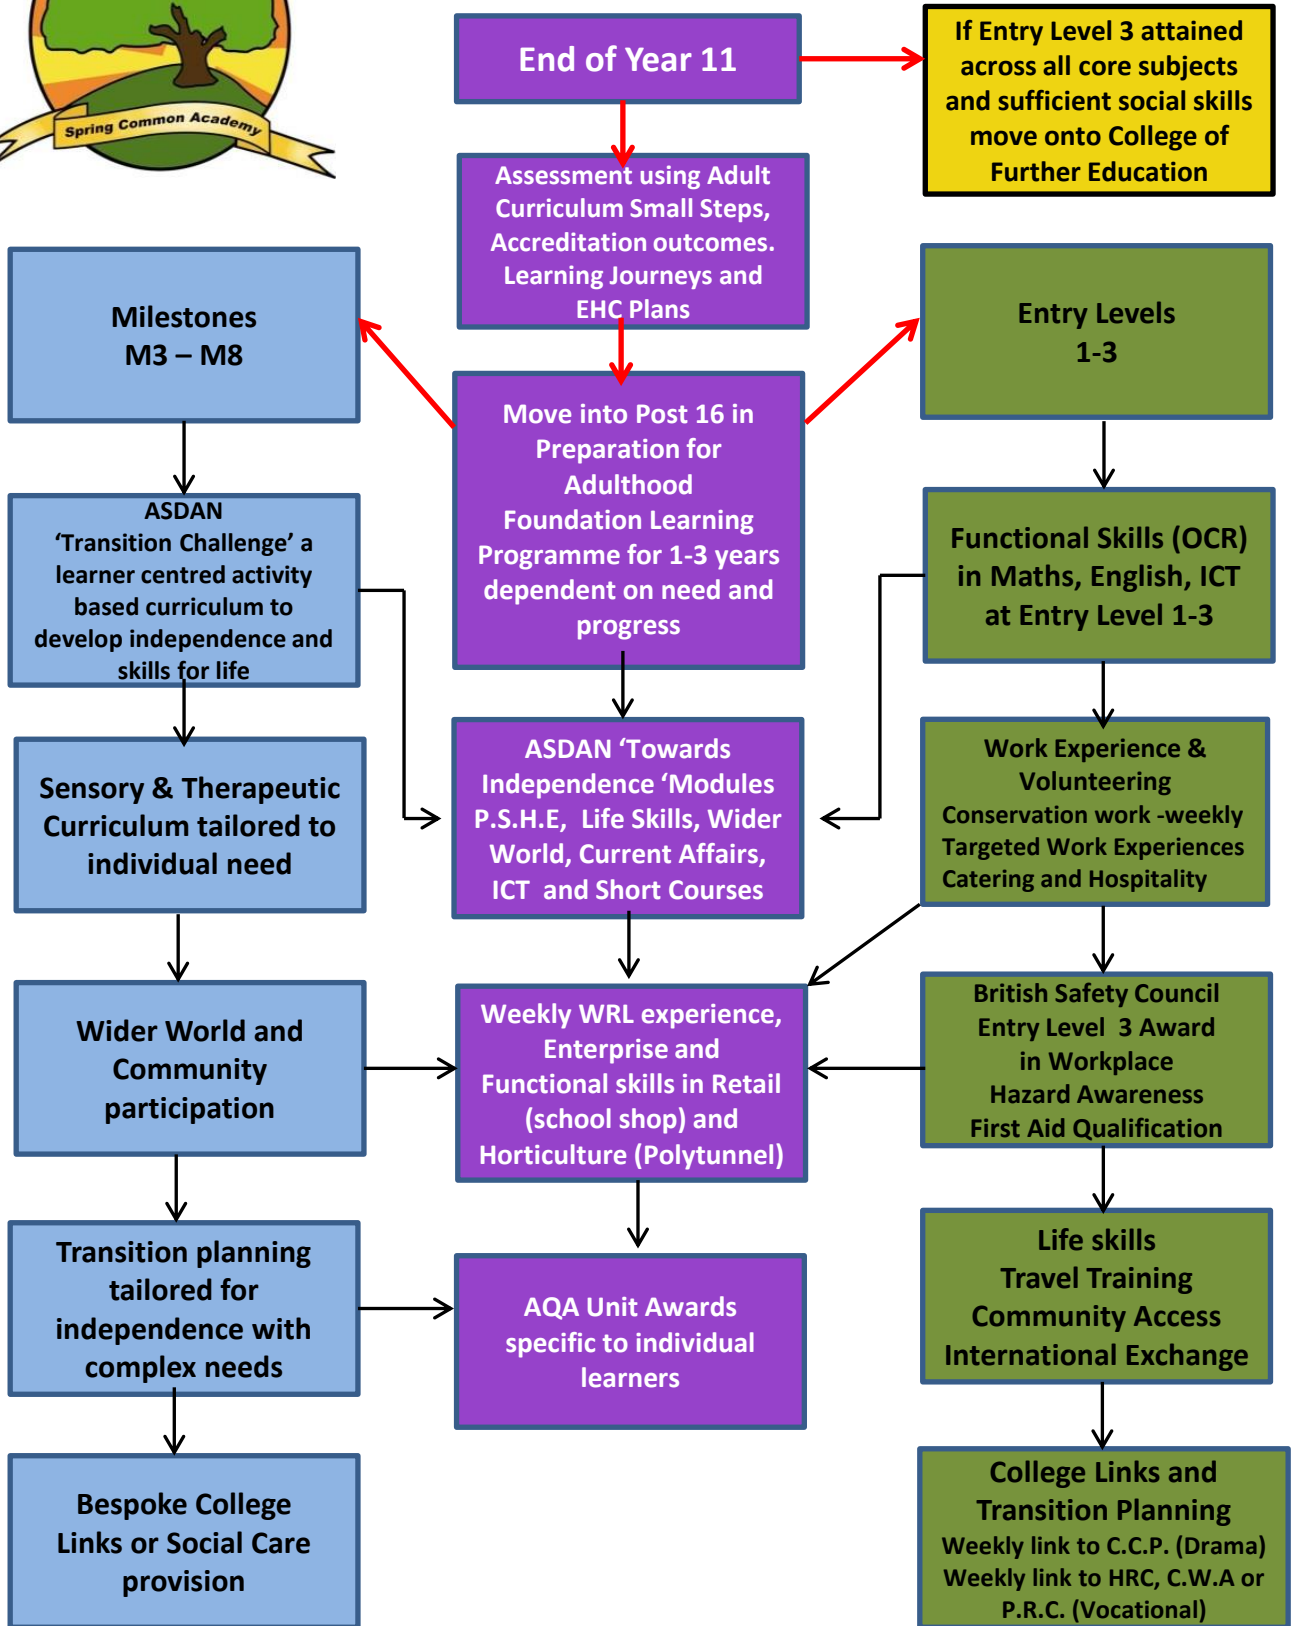 Spring Common Academy
End of Year 11
If Entry Level 3 attained
across all core subjects
and sufficient social skills
move onto College of
Further Education
Assessment using Adult
Curriculum Small Steps,
Accreditation outcomes.
Learning Journeys and
EHC Plans
Milestones
M3 – M8
Entry Levels
1-3
Move into Post 16 in
Preparation for
Adulthood
Foundation Learning
Programme for 1-3 years
dependent on need and
progress
ASDAN
‘Transition Challenge’ a
learner centred activity
based curriculum to
develop independence and
skills for life
Functional Skills (OCR)
in Maths, English, ICT
at Entry Level 1-3
Sensory & Therapeutic
Curriculum tailored to
individual need
ASDAN ‘Towards
Independence ‘Modules
P.S.H.E, Life Skills, Wider
World, Current Affairs,
ICT and Short Courses
Work Experience &
Volunteering
Conservation work -weekly
Targeted Work Experiences
Catering and Hospitality
Wider World and
Community
participation
Weekly WRL experience,
Enterprise and
Functional skills in Retail
(school shop) and
Horticulture (Polytunnel)
British Safety Council
Entry Level 3 Award
in Workplace
Hazard Awareness
First Aid Qualification
Transition planning
tailored for
independence with
complex needs
AQA Unit Awards
specific to individual
learners
Life skills
Travel Training
Community Access
International Exchange
Bespoke College
Links or Social Care
provision
College Links and
Transition Planning
Weekly link to C.C.P. (Drama)
Weekly link to HRC, C.W.A or
P.R.C. (Vocational)